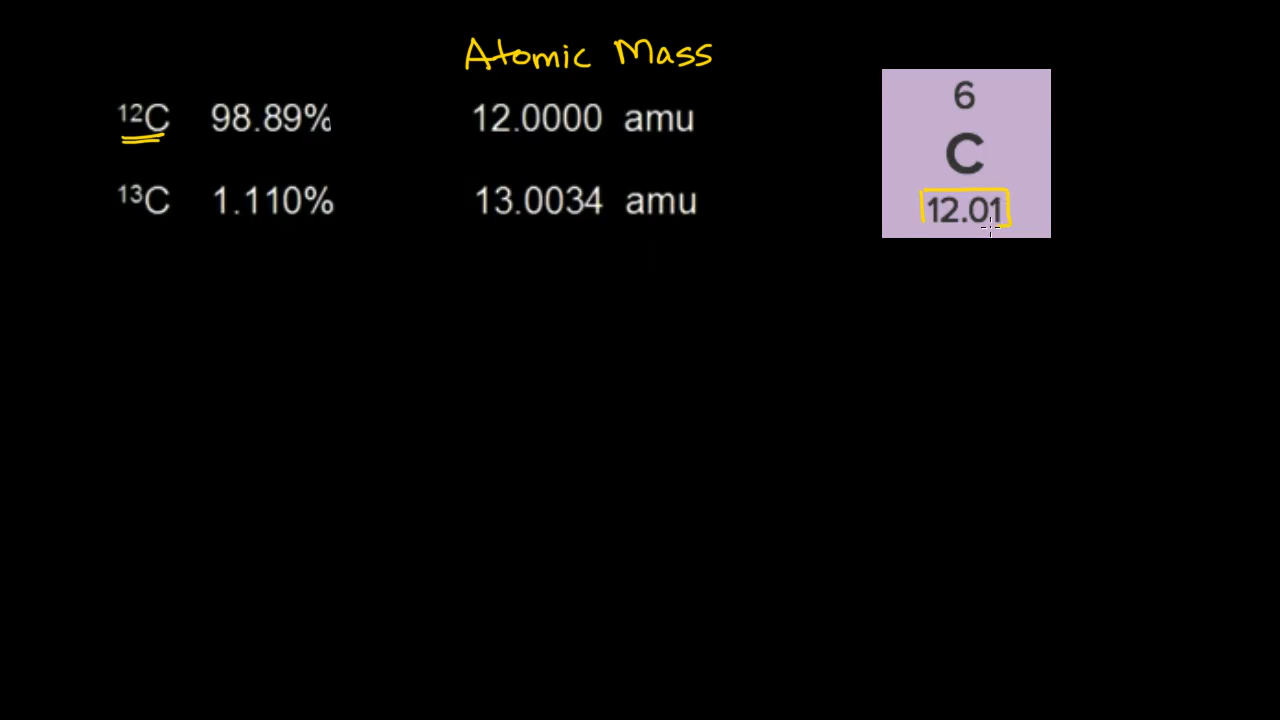 Atomic Mass
¹²C 98.89% 12.0000 amu
¹³C 1.110% 13.0034 amu
6
C
12.01